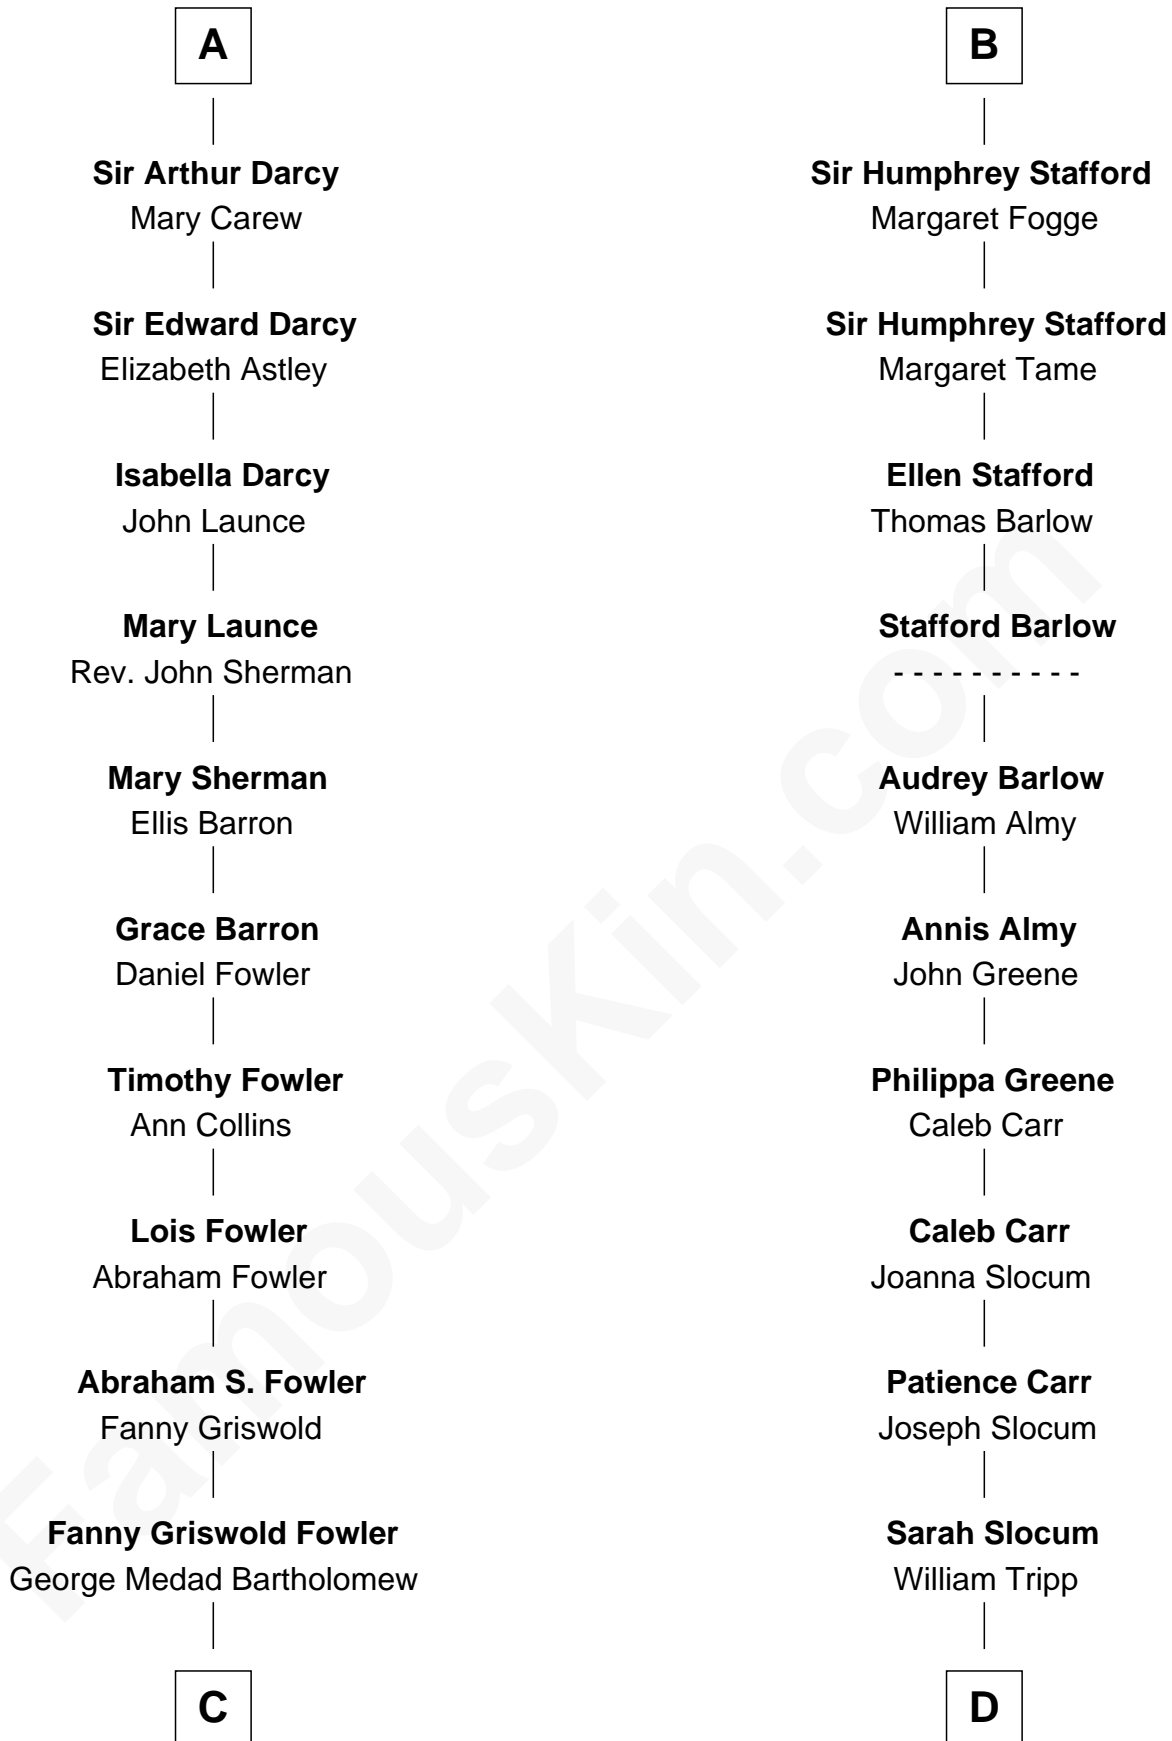 A
Sir Arthur Darcy
Mary Carew
Sir Edward Darcy
Elizabeth Astley
Isabella Darcy
John Launce
Mary Launce
Rev. John Sherman
Mary Sherman
Ellis Barron
Grace Barron
Daniel Fowler
Timothy Fowler
Ann Collins
Lois Fowler
Abraham Fowler
Abraham S. Fowler
Fanny Griswold
Fanny Griswold Fowler
George Medad Bartholomew
C
B
Sir Humphrey Stafford
Margaret Fogge
Sir Humphrey Stafford
Margaret Tame
Ellen Stafford
Thomas Barlow
Stafford Barlow
- - - - - - - - - -
Audrey Barlow
William Almy
Annis Almy
John Greene
Philippa Greene
Caleb Carr
Caleb Carr
Joanna Slocum
Patience Carr
Joseph Slocum
Sarah Slocum
William Tripp
D
FamousKin.com